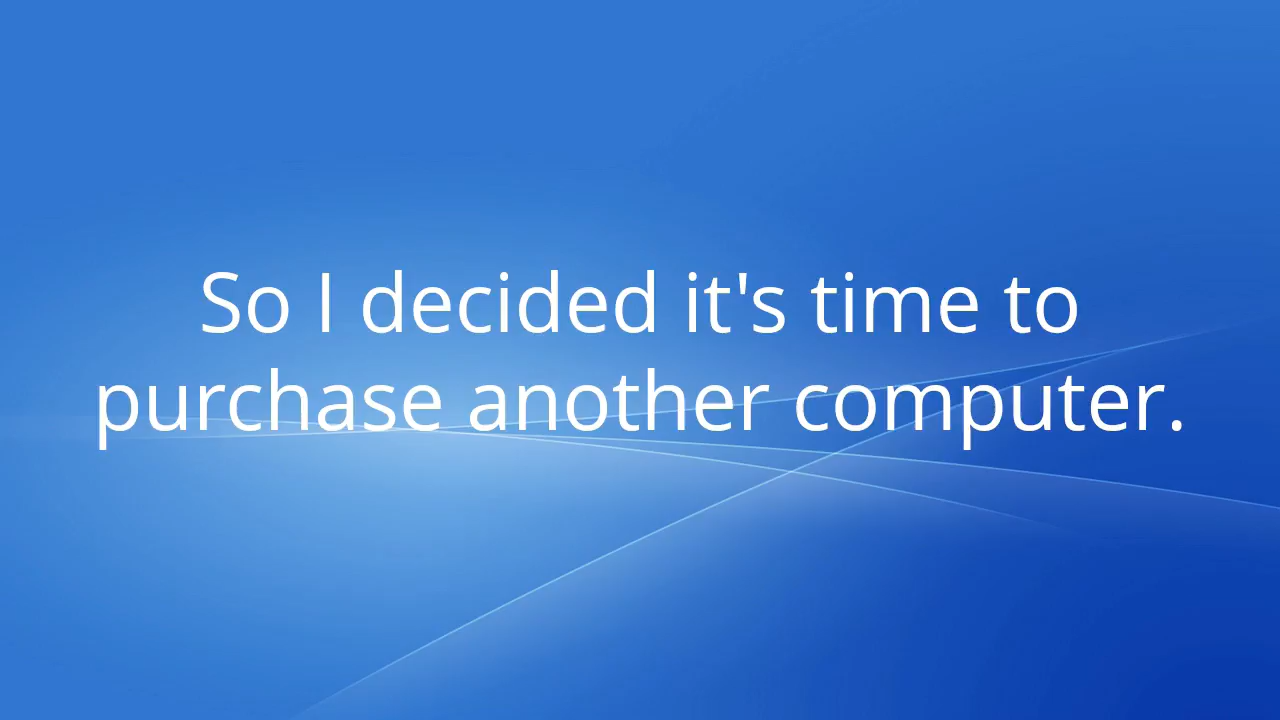 So I decided it's time to
purchase another computer.